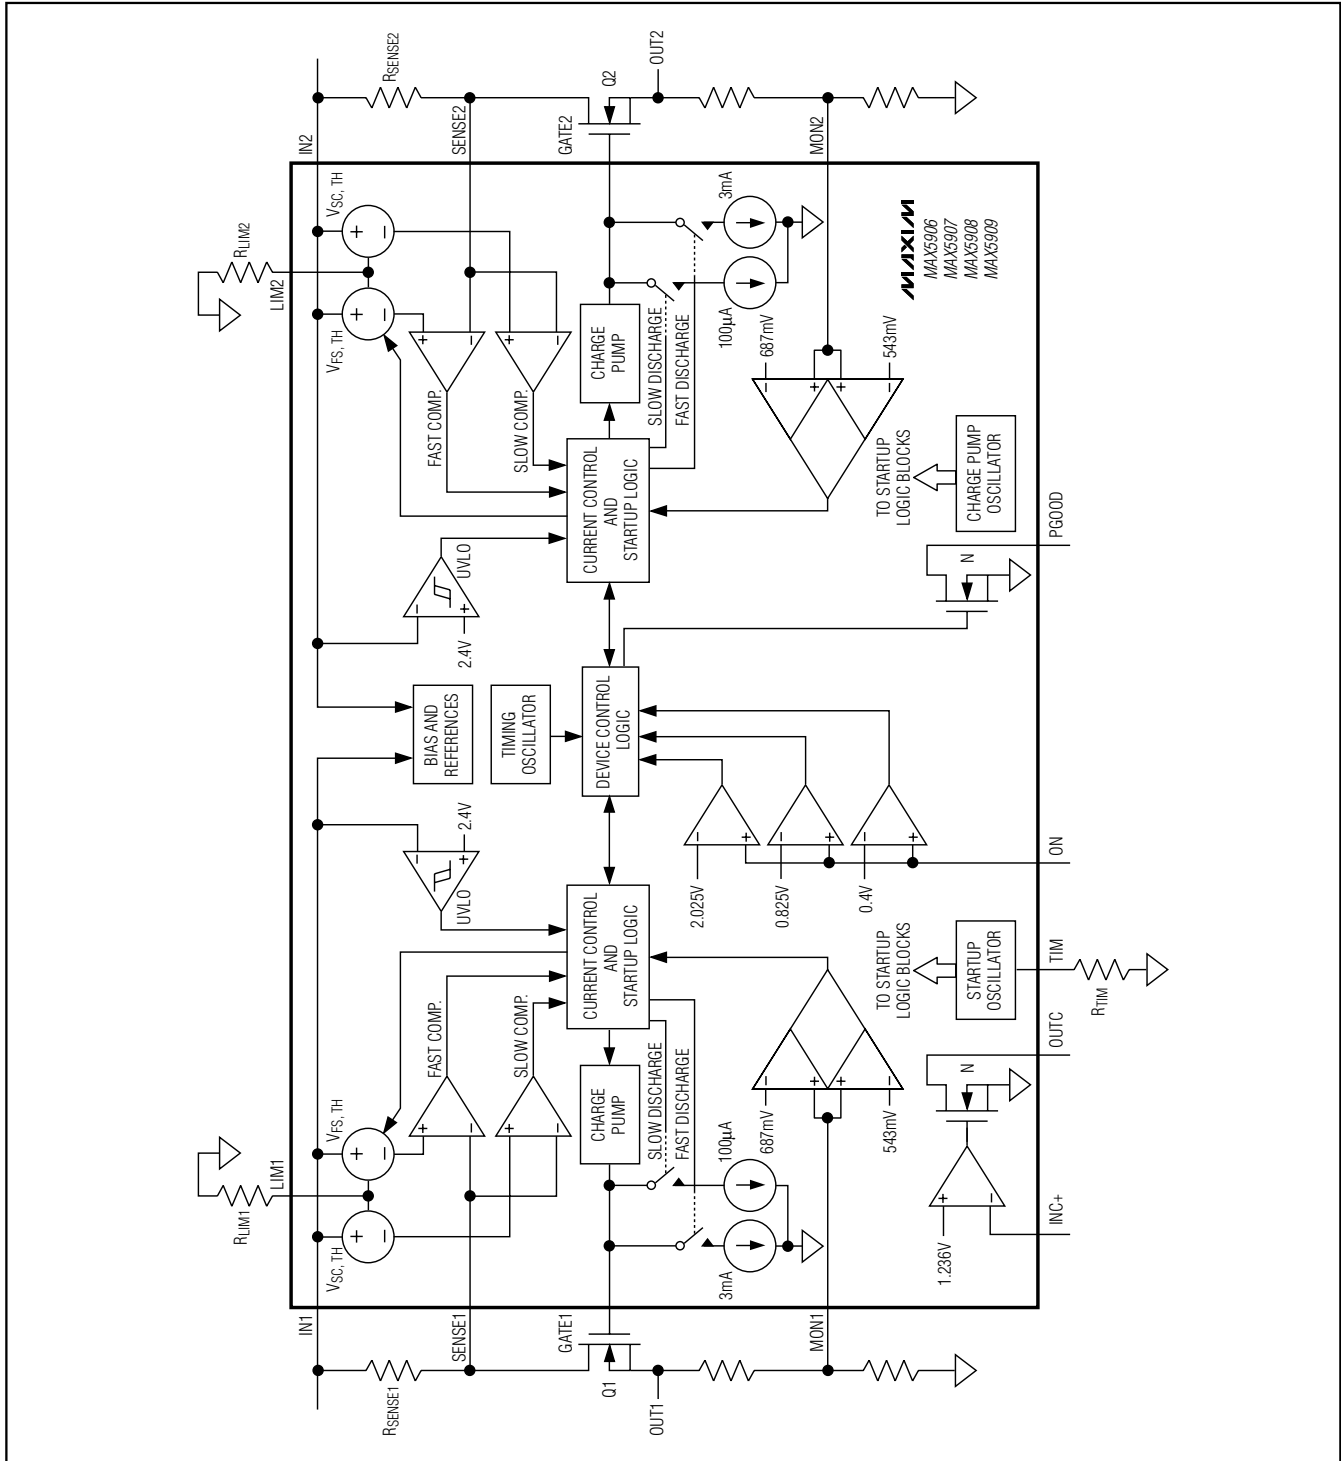 RSENSE2
IN2
SENSE2
GATE2
Q2
OUT2
MON2
RLIM2
LIM2
VSC, TH
VFS, TH
+
−
+
−
+
−
+
−
FAST COMP.
SLOW COMP.
CHARGE
PUMP
SLOW DISCHARGE
FAST DISCHARGE
3mA
100µA
687mV
543mV
−
+
+
−
MAXIM
MAX5906
MAX5907
MAX5908
MAX5909
CURRENT CONTROL
AND
STARTUP LOGIC
TO STARTUP
LOGIC BLOCKS
CHARGE PUMP
OSCILLATOR
UVLO
−
+
2.4V
PGOOD
N
BIAS AND
REFERENCES
TIMING
OSCILLATOR
DEVICE CONTROL
LOGIC
2.4V
−
+
UVLO
−
+
−
+
−
+
2.025V
0.825V
0.4V
ON
CURRENT CONTROL
AND
STARTUP LOGIC
TO STARTUP
LOGIC BLOCKS
STARTUP
OSCILLATOR
TIM
RTIM
FAST COMP.
SLOW COMP.
CHARGE
PUMP
SLOW DISCHARGE
FAST DISCHARGE
OUTC
N
VFS, TH
+
−
+
−
+
−
+
−
LIM1
RLIM1
VSC, TH
100µA
3mA
687mV
543mV
−
+
+
−
+
−
1.236V
INC+
IN1
SENSE1
GATE1
MON1
RSENSE1
Q1
OUT1